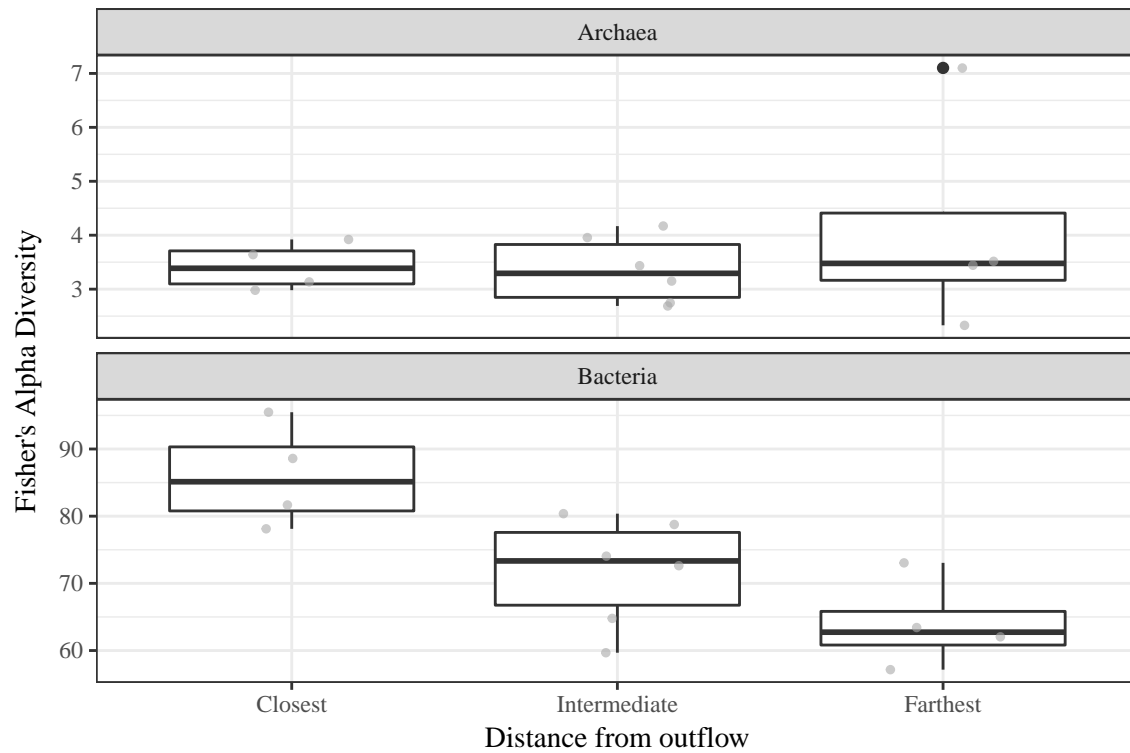 Archaea
7
6
5
4
3
Bacteria
90
80
70
60
Closest Intermediate Farthest
Distance from outflow
Fisher's Alpha Diversity